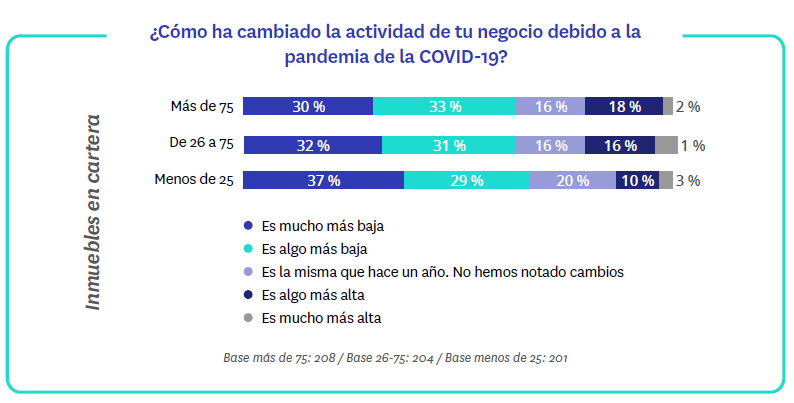 ¿Cómo ha cambiado la actividad de tu negocio debido a la
pandemia de la COVID-19?
Inmuebles en cartera
Más de 75 30 % 33 % 16 % 18 % 2 %
De 26 a 75 32 % 31 % 16 % 16 % 1 %
Menos de 25 37 % 29 % 20 % 10 % 3 %
Es mucho más baja
Es algo más baja
Es la misma que hace un año. No hemos notado cambios
Es algo más alta
Es mucho más alta
Base más de 75: 208 / Base 26-75: 204 / Base menos de 25: 201